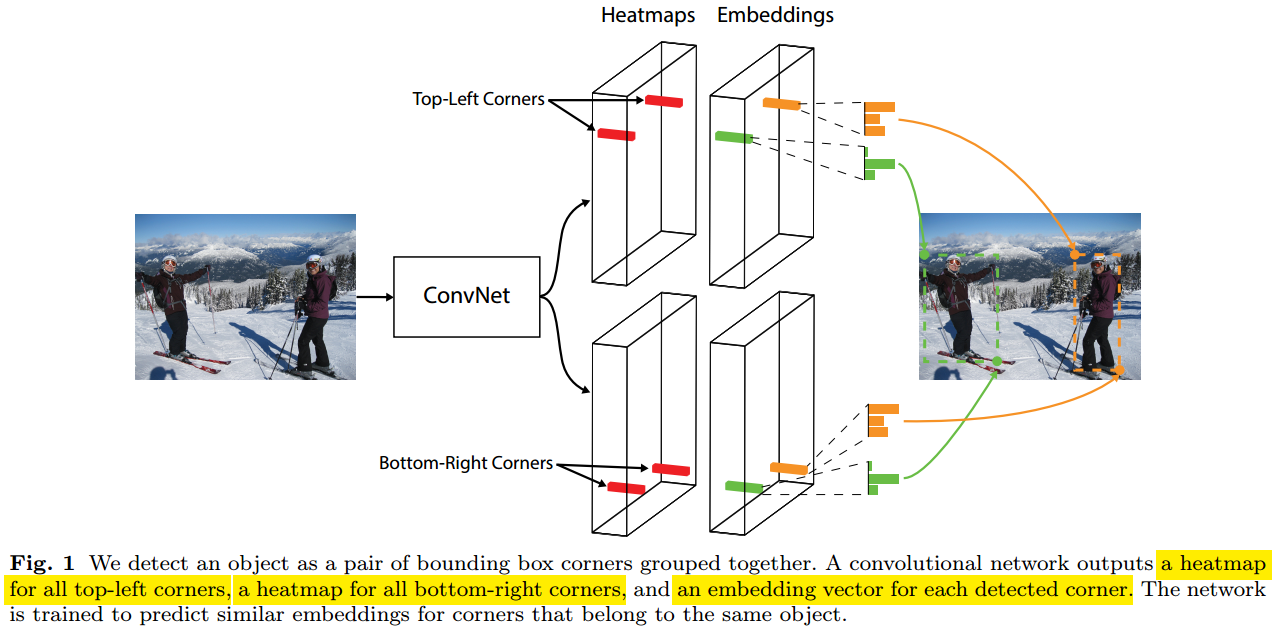 Heatmaps
Embeddings
Top-Left Corners
ConvNet
Bottom-Right Corners
Fig. 1 We detect an object as a pair of bounding box corners grouped together. A convolutional network outputs a heatmap
for all top-left corners, a heatmap for all bottom-right corners, and an embedding vector for each detected corner. The network
is trained to predict similar embeddings for corners that belong to the same object.